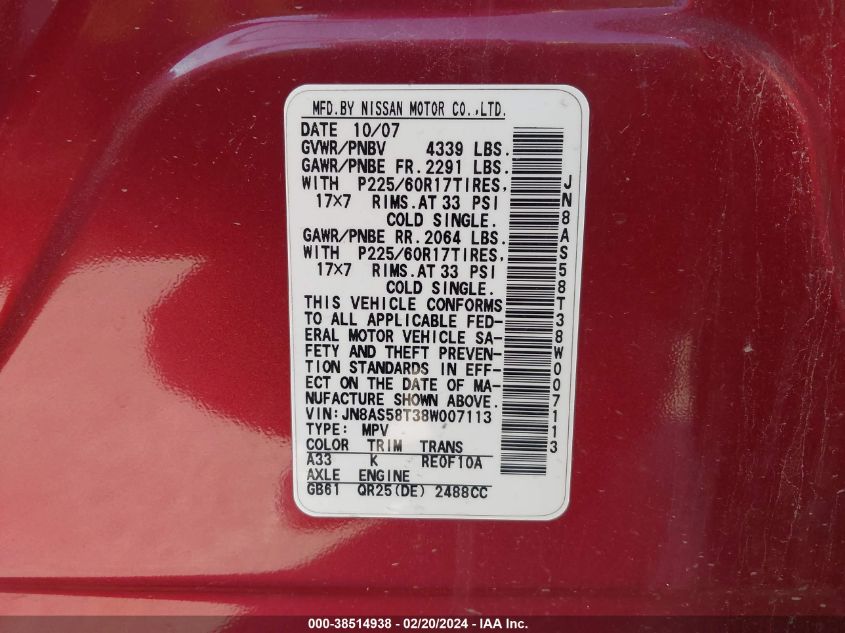 MFD.BY NISSAN MOTOR CO.,LTD.
DATE 10/07
GVWR/PNBV 4339 LBS.
GAWR/PNBE FR. 2291 LBS.
WITH P225/60R17TIRES,
17×7 RIMS. AT 33 PSI
COLD SINGLE.
GAWR/PNBE RR. 2064 LBS.
WITH P225/60R17TIRES,
17×7 RIMS. AT 33 PSI
COLD SINGLE.
THIS VEHICLE CONFORMS
TO ALL APPLICABLE FED-
ERAL MOTOR VEHICLE SA-
FETY AND THEFT PREVEN-
TION STANDARDS IN EFF-
ECT ON THE DATE OF MA-
NUFACTURE SHOWN ABOVE.
VIN:JN8AS58T38W007113
TYPE: MPV
COLOR TRIM TRANS
A33 K RE0F10A
AXLE ENGINE
GB61 QR25(DE) 2488CC
JN8AS58T38W007113
000-38514938 - 02/20/2024 - IAA Inc.